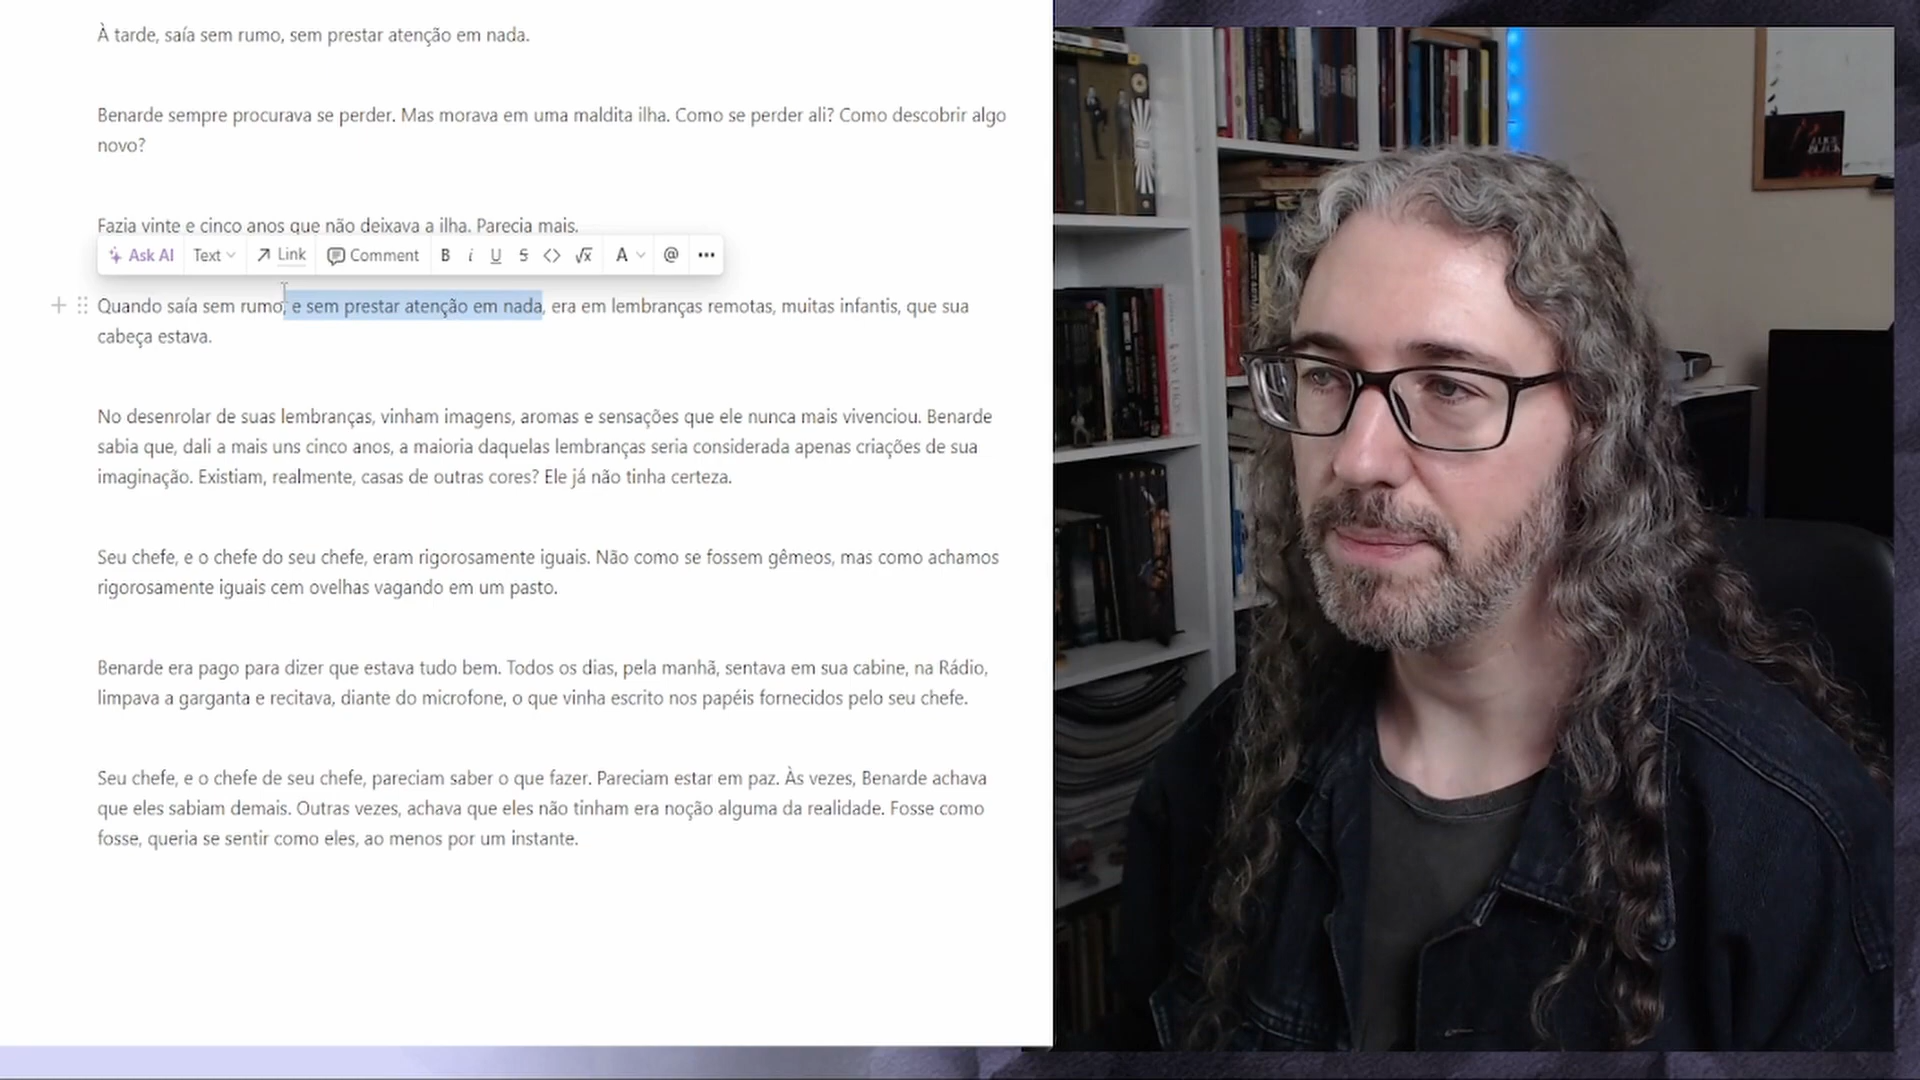 À tarde, saía sem rumo, sem prestar atenção em nada.
Benarde sempre procurava se perder. Mas morava em uma maldita ilha. Como se perder ali? Como descobrir algo
novo?
Fazia vinte e cinco anos que não deixava a ilha. Parecia mais.
Ask AI Text Link Comment B i U S <> √x A @ •••
Quando saía sem rumo, e sem prestar atenção em nada, era em lembranças remotas, muitas infantis, que sua
cabeça estava.
No desenrolar de suas lembranças, vinham imagens, aromas e sensações que ele nunca mais vivenciou. Benarde
sabia que, dali a mais uns cinco anos, a maioria daquelas lembranças seria considerada apenas criações de sua
imaginação. Existiam, realmente, casas de outras cores? Ele já não tinha certeza.
Seu chefe, e o chefe do seu chefe, eram rigorosamente iguais. Não como se fossem gêmeos, mas como achamos
rigorosamente iguais cem ovelhas vagando em um pasto.
Benarde era pago para dizer que estava tudo bem. Todos os dias, pela manhã, sentava em sua cabine, na Rádio,
limpava a garganta e recitava, diante do microfone, o que vinha escrito nos papéis fornecidos pelo seu chefe.
Seu chefe, e o chefe de seu chefe, pareciam saber o que fazer. Pareciam estar em paz. Às vezes, Benarde achava
que eles sabiam demais. Outras vezes, achava que eles não tinham era noção alguma da realidade. Fosse como
fosse, queria se sentir como eles, ao menos por um instante.